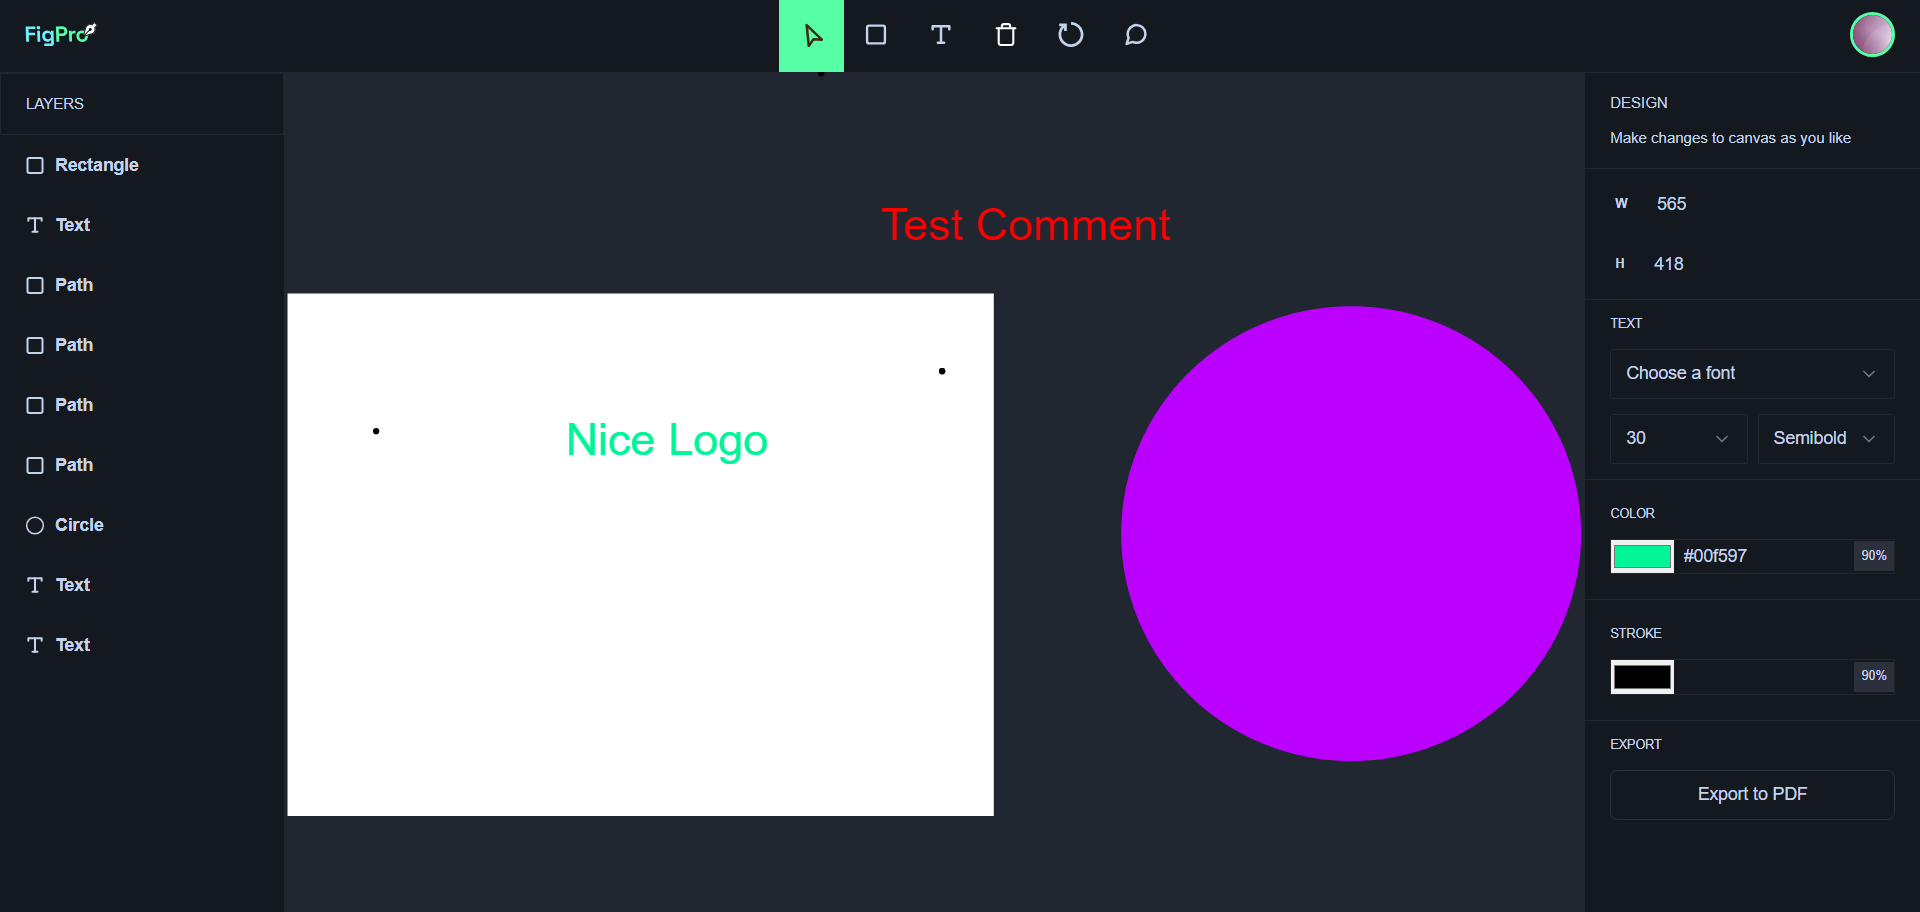 FigPro
LAYERS
Rectangle
Text
Path
Path
Path
Path
Circle
Text
Text
Test Comment
Nice Logo
DESIGN
Make changes to canvas as you like
W 565
H 418
TEXT
Choose a font
30 Semibold
COLOR
#00f597 90%
STROKE
90%
EXPORT
Export to PDF